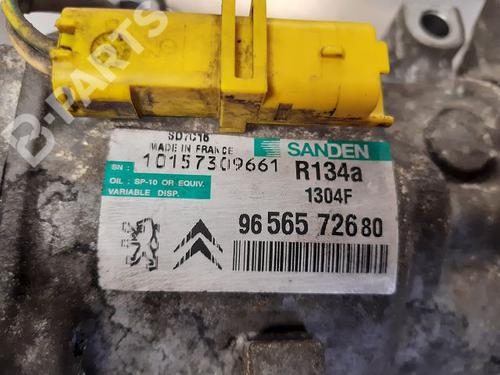 SD7C16
MADE IN FRANCE
SN :
10157309661
OIL : SP-10 OR EQUIV.
VARIABLE DISP.
SANDEN
R134a
1304F
96 565 726 80
B-PARTS